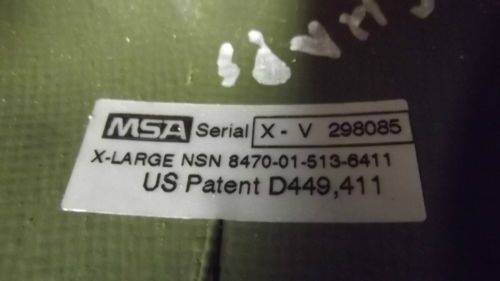 MSA Serial X - V 298085
X-LARGE NSN 8470-01-513-6411
US Patent D449,411